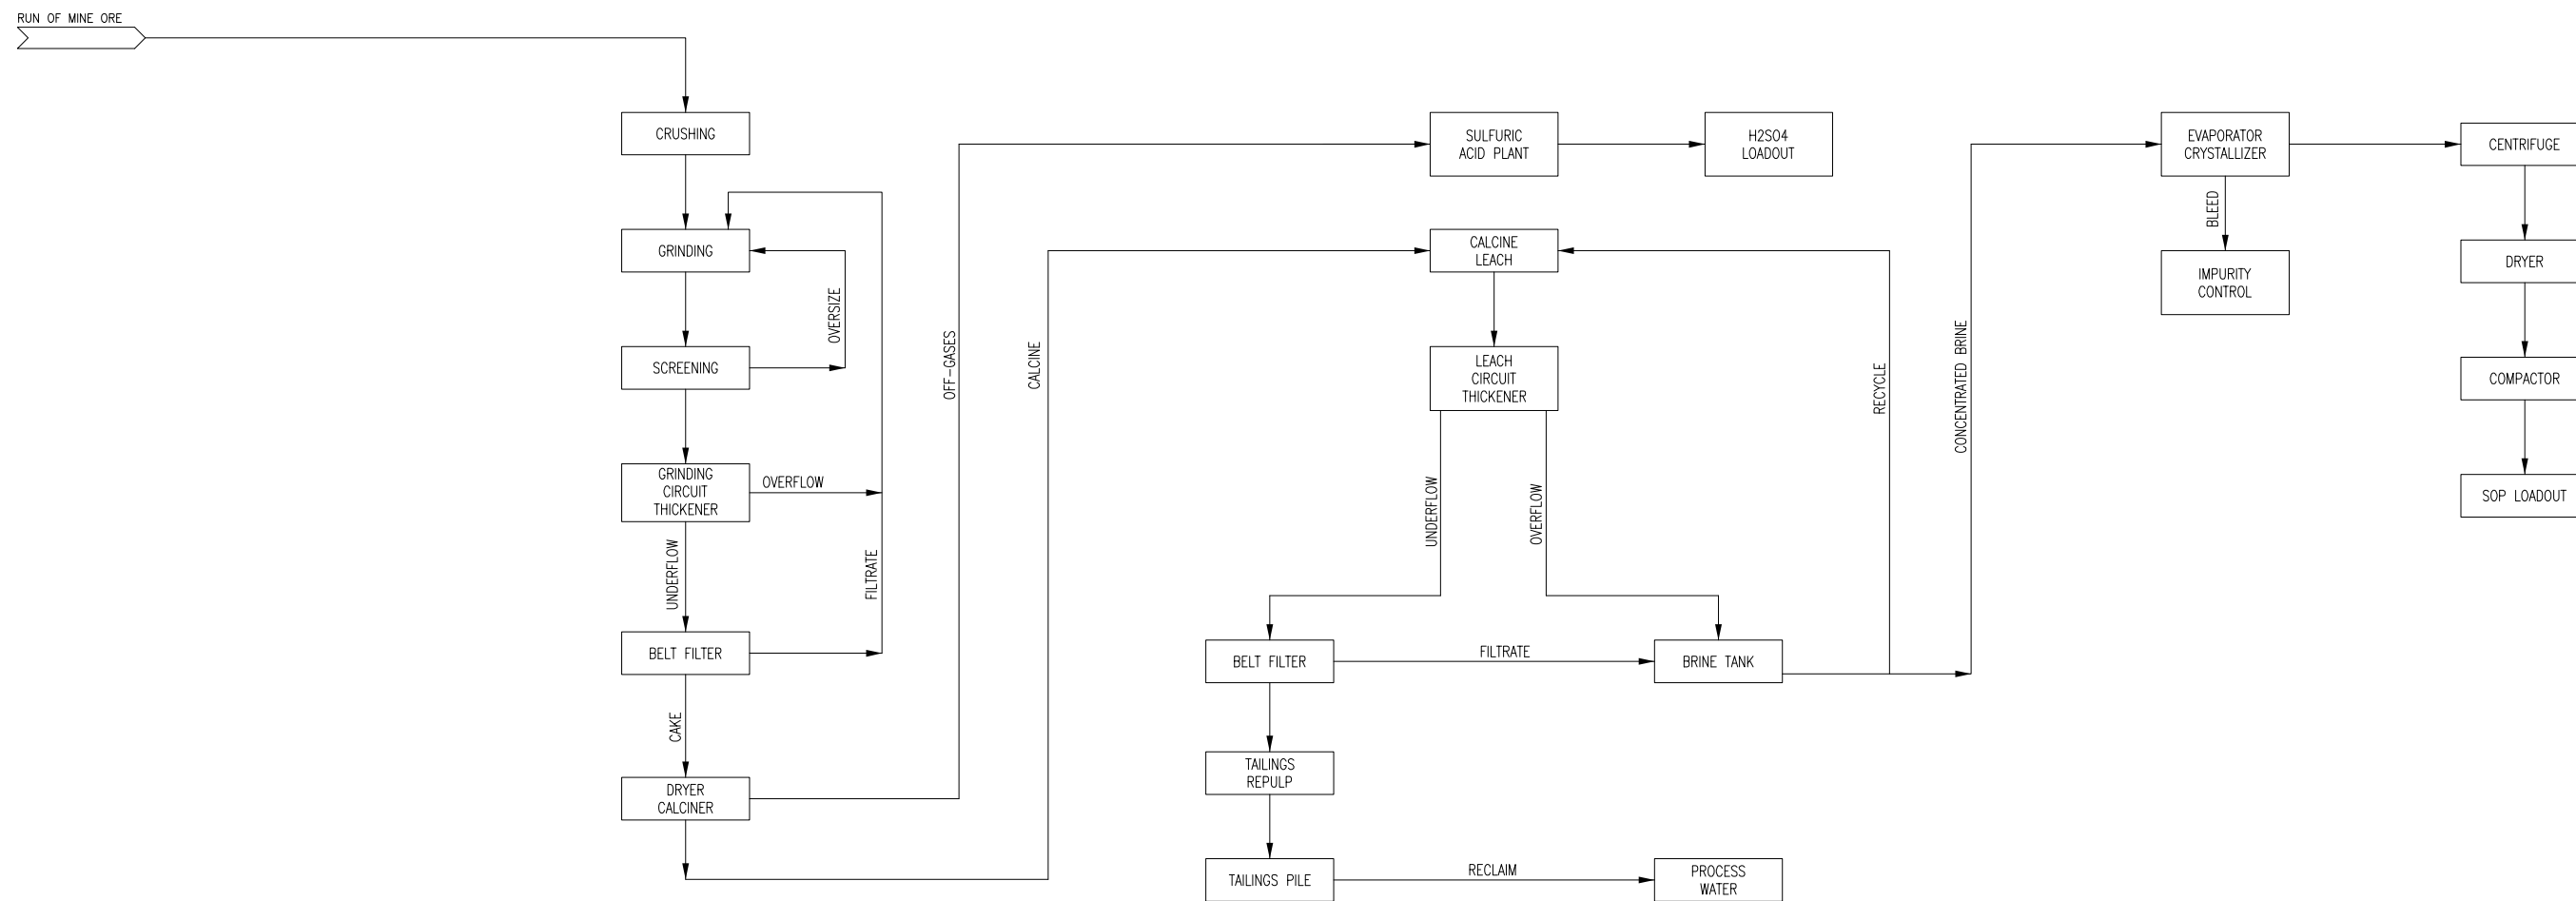 RUN OF MINE ORE
CRUSHING
GRINDING
OVERSIZE
SCREENING
GRINDING
CIRCUIT
THICKENER
OVERFLOW
UNDERFLOW
FILTRATE
BELT FILTER
CAKE
DRYER
CALCINER
OFF-GASES
CALCINE
SULFURIC
ACID PLANT
H2SO4
LOADOUT
CALCINE
LEACH
LEACH
CIRCUIT
THICKENER
UNDERFLOW
OVERFLOW
RECYCLE
BELT FILTER
FILTRATE
BRINE TANK
TAILINGS
REPULP
TAILINGS PILE
RECLAIM
PROCESS
WATER
CONCENTRATED BRINE
EVAPORATOR
CRYSTALLIZER
BLEED
IMPURITY
CONTROL
CENTRIFUGE
DRYER
COMPACTOR
SOP LOADOUT